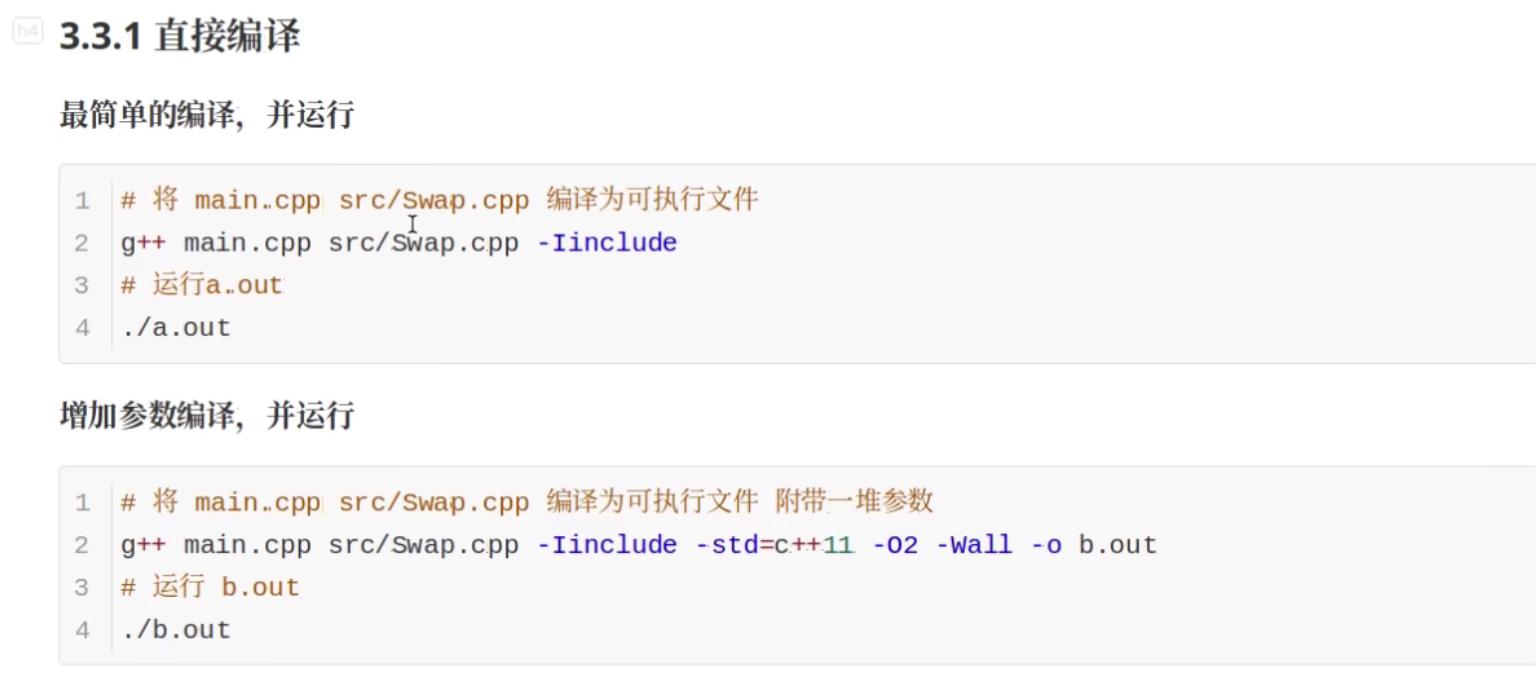 h4
3.3.1 直接编译
最简单的编译，并运行
1 # 将 main.cpp src/Swap.cpp 编译为可执行文件
2 g++ main.cpp src/Swap.cpp -Iinclude
3 # 运行a.out
4 ./a.out
增加参数编译，并运行
1 # 将 main.cpp src/Swap.cpp 编译为可执行文件 附带一堆参数
2 g++ main.cpp src/Swap.cpp -Iinclude -std=c++11 -O2 -Wall -o b.out
3 # 运行 b.out
4 ./b.out